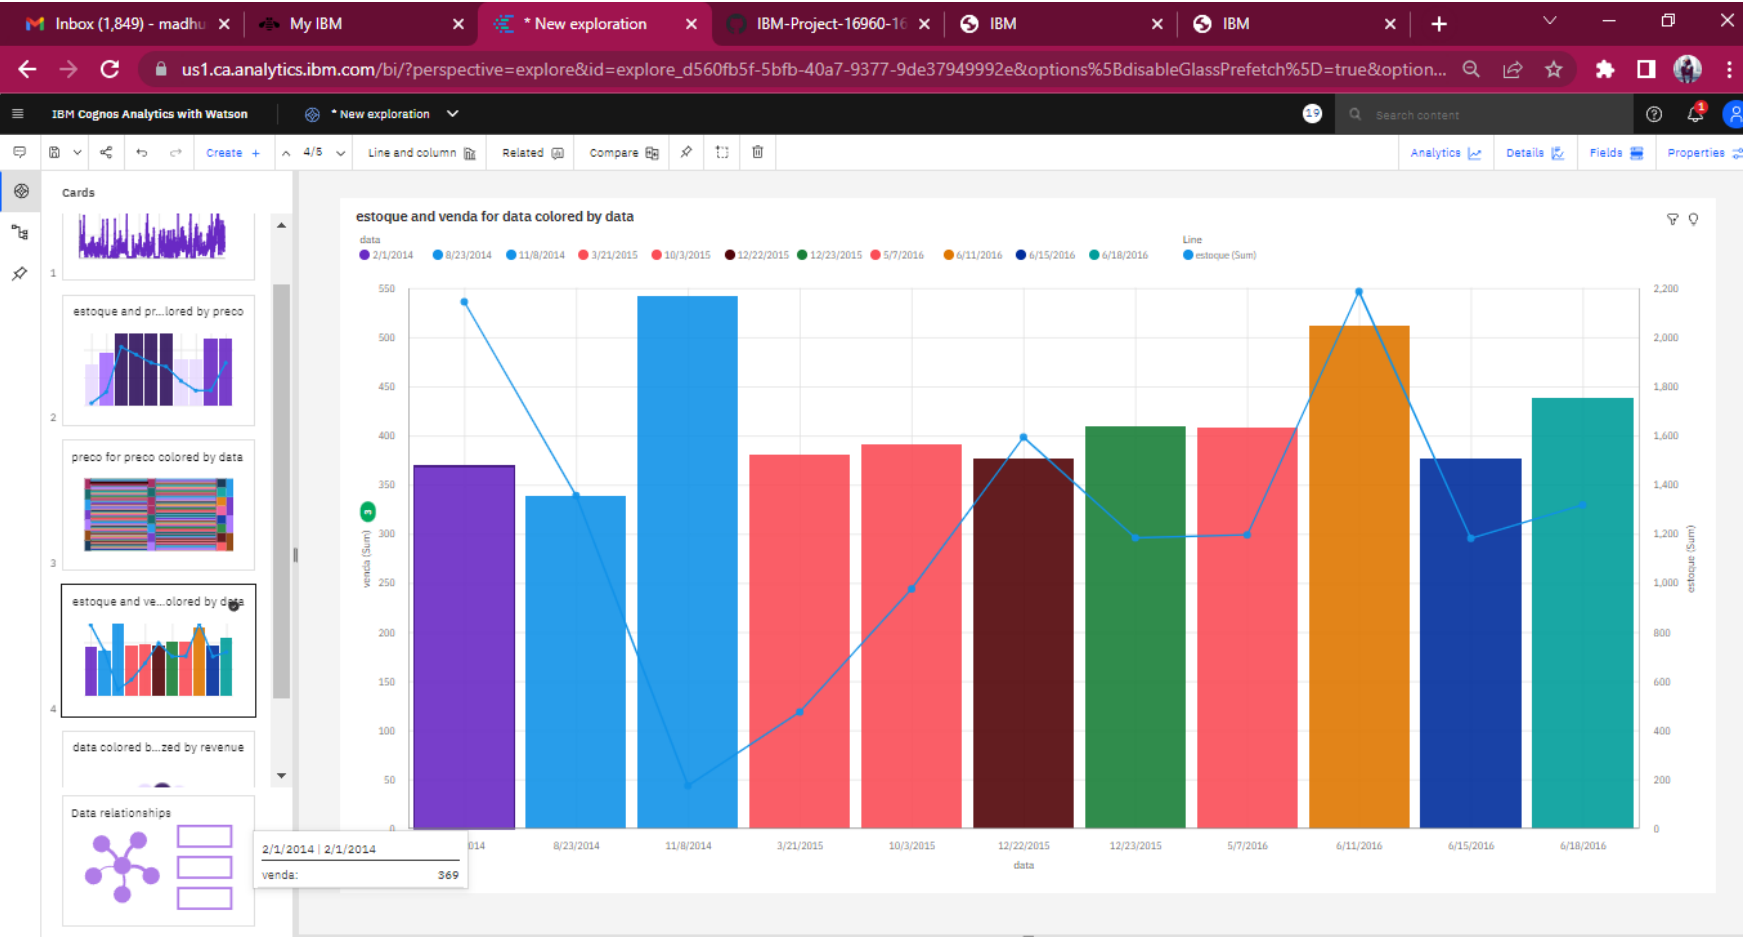 Inbox (1,849) - madhu
My IBM
* New exploration
IBM-Project-16960-16
IBM
IBM
us1.ca.analytics.ibm.com/bi/?perspective=explore&id=explore_d560fb5f-5bfb-40a7-9377-9de37949992e&options%5BdisableGlassPrefetch%5D=true&option...
IBM Cognos Analytics with Watson
* New exploration
19
Search content
1
Create +
4/5
Line and column
Related
Compare
Analytics
Details
Fields
Properties
Cards
1
estoque and pr...lored by preco
2
preco for preco colored by data
3
estoque and ve...olored by data
4
data colored b...zed by revenue
Data relationships
estoque and venda for data colored by data
data
2/1/2014 8/23/2014 11/8/2014 3/21/2015 10/3/2015 12/22/2015 12/23/2015 5/7/2016 6/11/2016 6/15/2016 6/18/2016
Line
estoque (Sum)
550 2,200
500 2,000
450 1,800
400 1,600
350 1,400
3
300 1,200
venda (Sum)
estoque (Sum)
250 1,000
200 800
150 600
100 400
50 200
0 0
014 8/23/2014 11/8/2014 3/21/2015 10/3/2015 12/22/2015 12/23/2015 5/7/2016 6/11/2016 6/15/2016 6/18/2016
data
2/1/2014 | 2/1/2014
venda: 369